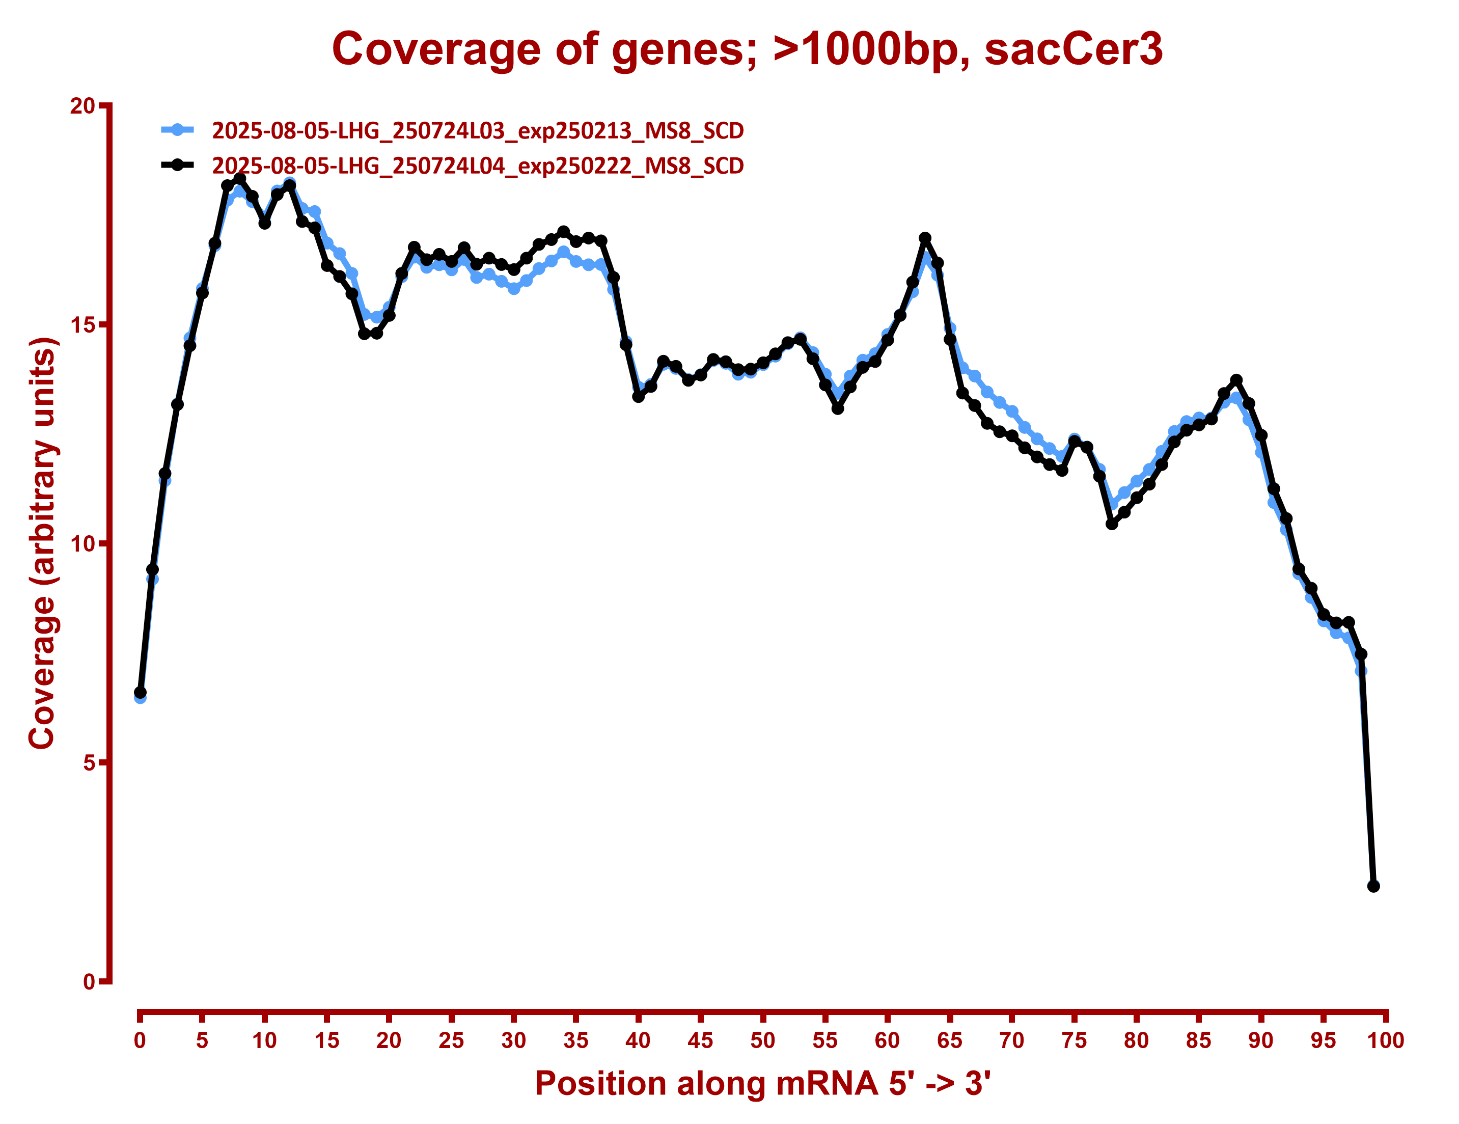 Coverage of genes; >1000bp, sacCer3
2025-08-05-LHG_250724L03_exp250213_MS8_SCD
2025-08-05-LHG_250724L04_exp250222_MS8_SCD
Coverage (arbitrary units)
20
15
10
5
0
0 5 10 15 20 25 30 35 40 45 50 55 60 65 70 75 80 85 90 95 100
Position along mRNA 5' -> 3'